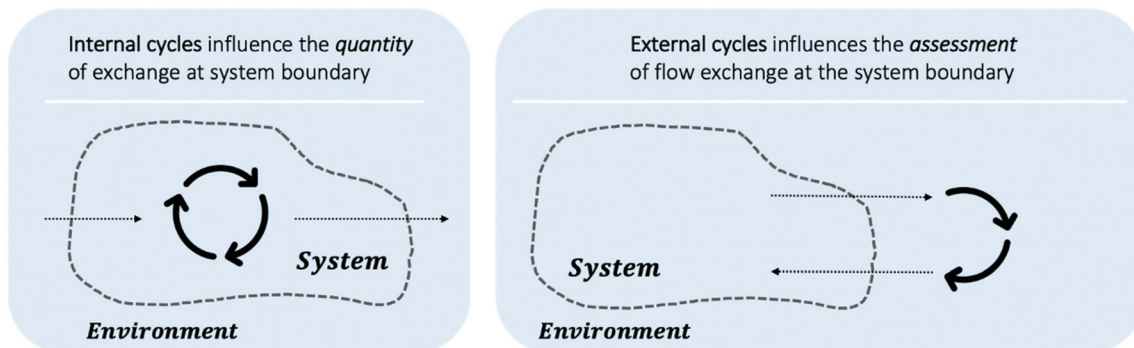 Internal cycles influence the quantity
of exchange at system boundary
System
Environment
External cycles influences the assessment
of flow exchange at the system boundary
System
Environment